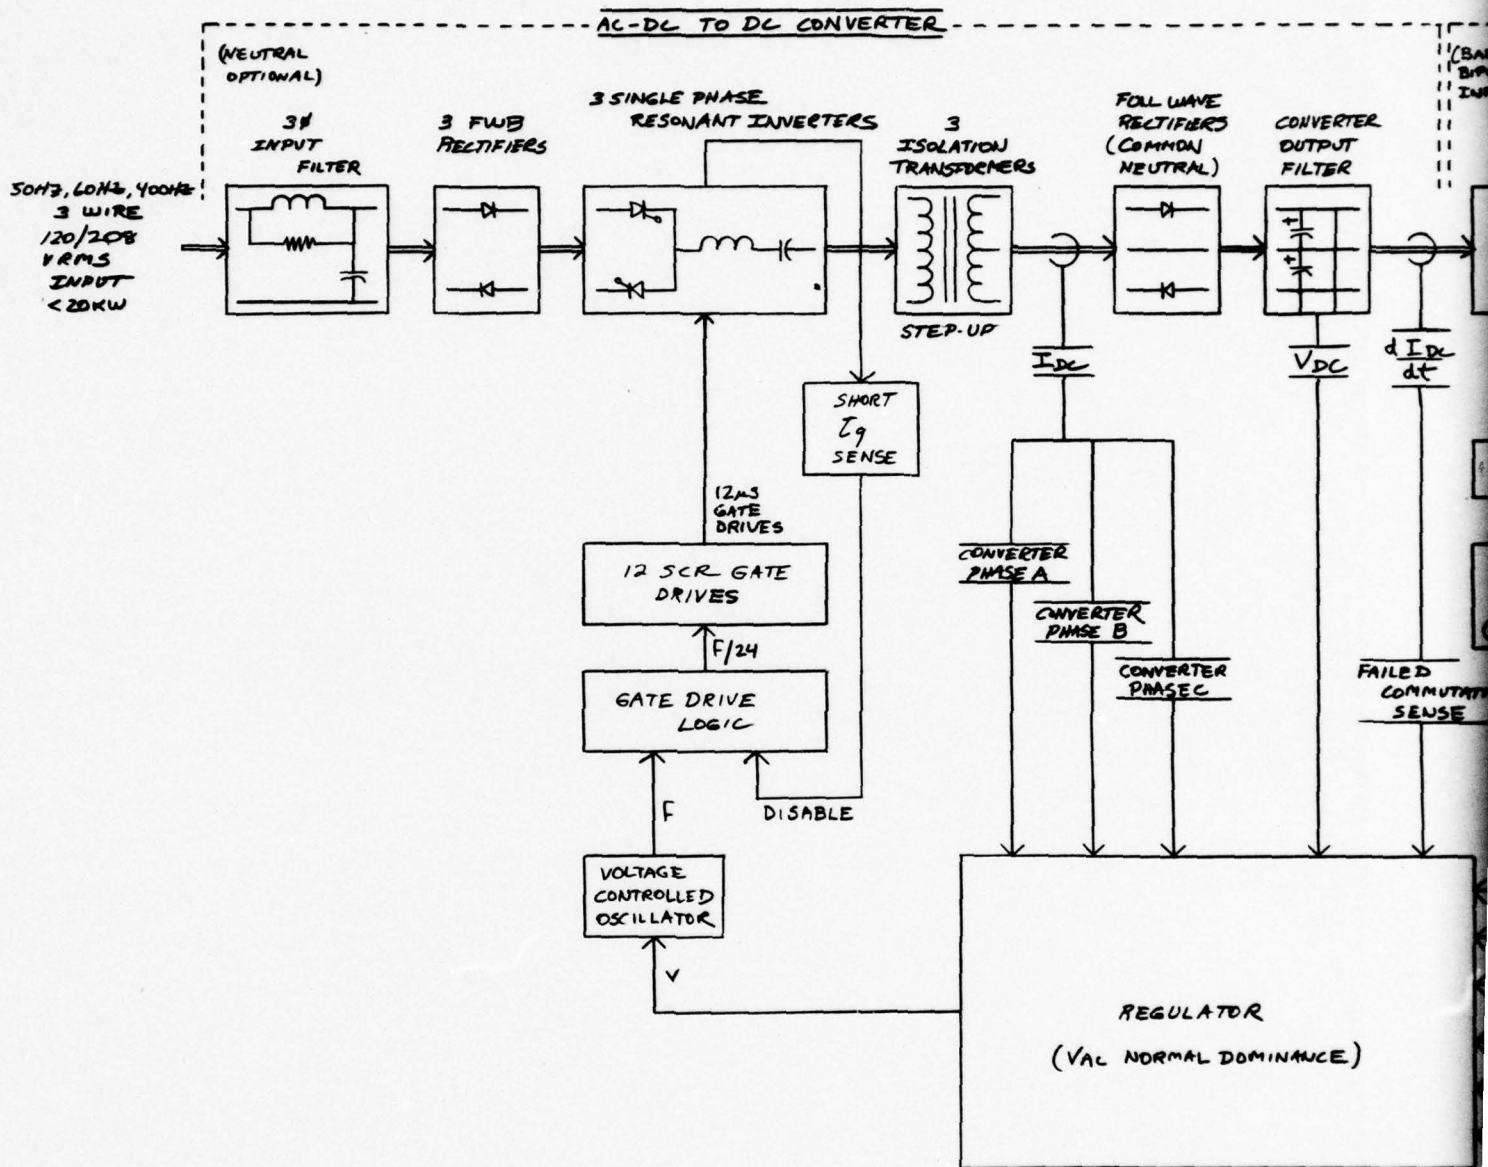 AC-DC TO DC CONVERTER
(NEUTRAL
OPTIONAL)
3Ø
INPUT
FILTER
3 FWB
RECTIFIERS
3 SINGLE PHASE
RESONANT INVERTERS
3
ISOLATION
TRANSFORMERS
FULL WAVE
RECTIFIERS
(COMMON
NEUTRAL)
CONVERTER
OUTPUT
FILTER
50HZ, 60HZ, 400HZ
3 WIRE
120/208
VRMS
INPUT
<20KW
+
+
STEP-UP
IDC
VDC
dIDC
dt
SHORT
Iq
SENSE
12µS
GATE
DRIVES
12 SCR GATE
DRIVES
F/24
GATE DRIVE
LOGIC
F
DISABLE
VOLTAGE
CONTROLLED
OSCILLATOR
V
CONVERTER
PHASE A
CONVERTER
PHASE B
CONVERTER
PHASE C
FAILED
SENSE
REGULATOR
(VAC NORMAL DOMINANCE)